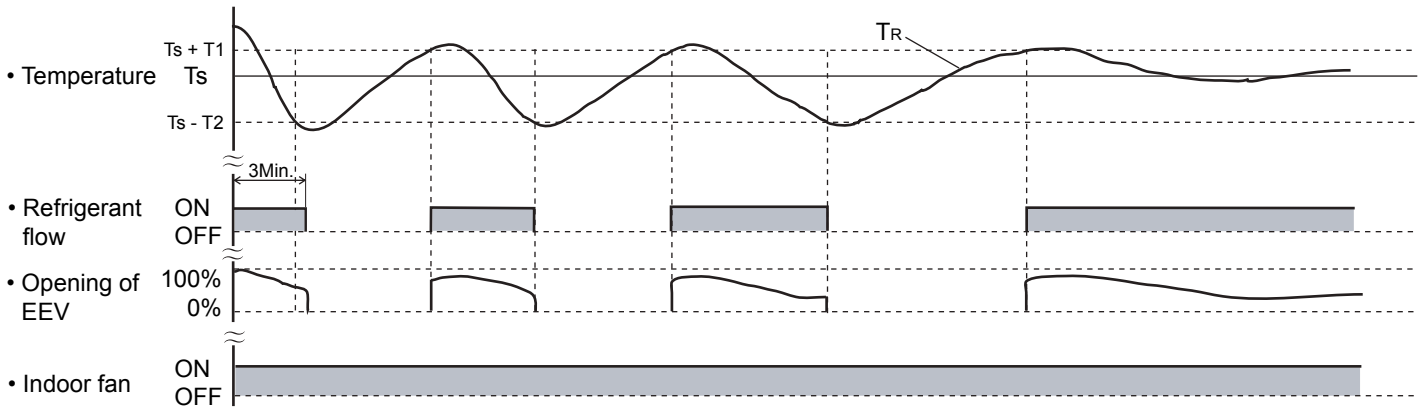 TR
Ts + T1
• Temperature Ts
Ts - T2
3Min.
• Refrigerant flow
ON
OFF
• Opening of EEV
100%
0%
• Indoor fan
ON
OFF